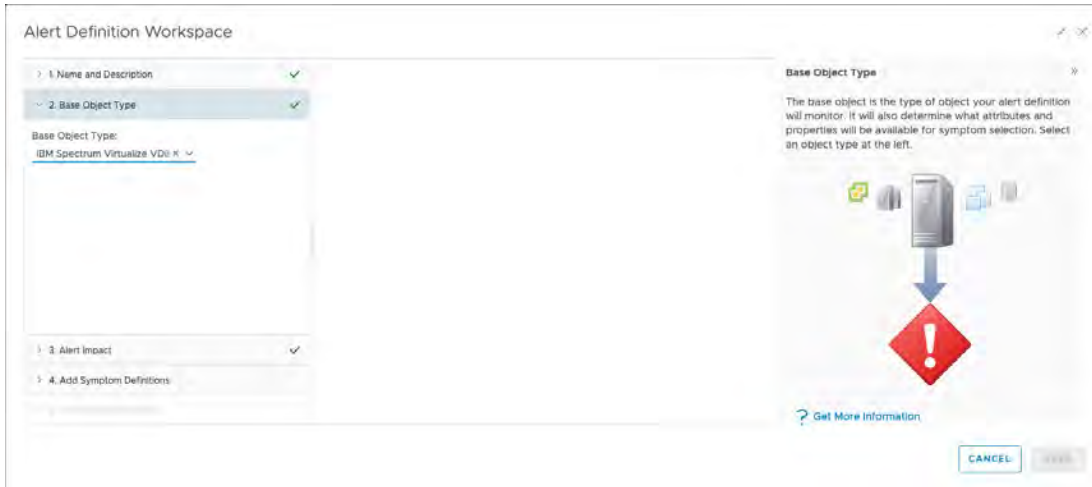 Alert Definition Workspace
1. Name and Description
2. Base Object Type
Base Object Type:
IBM Spectrum Virtualize
3. Alert Impact
4. Add Symptom Definitions
Base Object Type
The base object is the type of object your alert definition
will monitor. It will also determine what attributes and
properties will be available for symptom selection. Select
an object type at the left.
? Get More Information
CANCEL